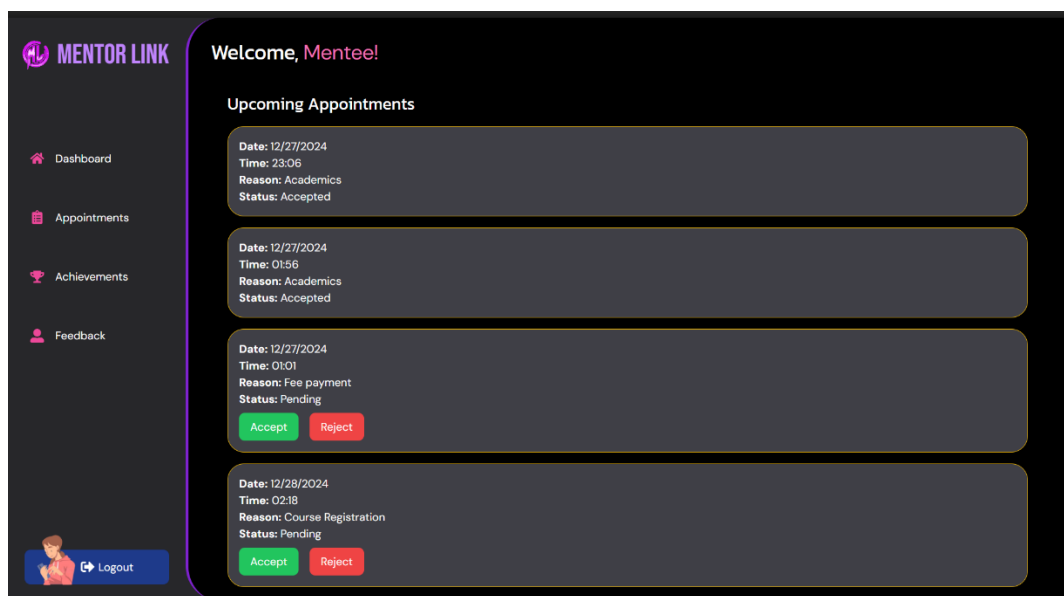 MENTOR LINK
Welcome, Mentee!
Upcoming Appointments
Date: 12/27/2024
Time: 23:06
Reason: Academics
Status: Accepted
Date: 12/27/2024
Time: 01:56
Reason: Academics
Status: Accepted
Date: 12/27/2024
Time: 01:01
Reason: Fee payment
Status: Pending
Accept Reject
Date: 12/28/2024
Time: 02:18
Reason: Course Registration
Status: Pending
Accept Reject
Dashboard
Appointments
Achievements
Feedback
Logout